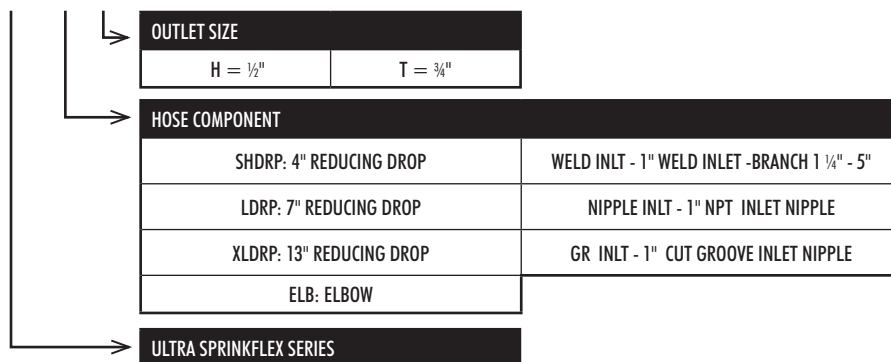 OUTLET SIZE
H = ½" T = ¾"
HOSE COMPONENT
SHDRP: 4" REDUCING DROP WELD INLT - 1" WELD INLET -BRANCH 1 ¼" - 5"
LDRP: 7" REDUCING DROP NIPPLE INLT - 1" NPT INLET NIPPLE
XLDRP: 13" REDUCING DROP GR INLT - 1" CUT GROOVE INLET NIPPLE
ELB: ELBOW
ULTRA SPRINKFLEX SERIES